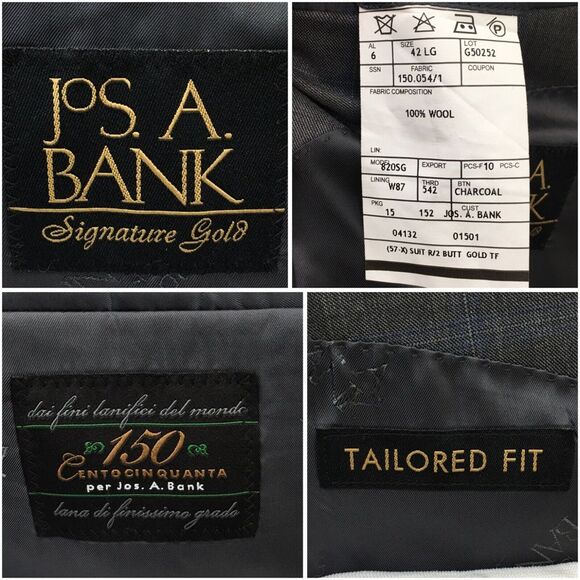 JOS. A.
BANK
Signature Gold
AL SIZE LOT
6 42 LG G50252
SSN FABRIC COUPON
150.054/1
FABRIC COMPOSITION
100% WOOL
LIN:
MODEL 820SG EXPORT PCS-F 10 PCS-C
LINING W87 THRD 542 BTN CHARCOAL
PKG 15 152 CUST JOS. A. BANK
04132 01501
(57-X) SUIT R/2 BUTT GOLD TF
A.
NK
Gold
dai fini lanifici del mondo
150
CENTOCINQUANTA
per Jos. A. Bank
lana di finissimo grado
TAILORED FIT